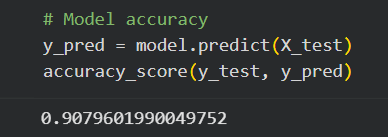 # Model accuracy
y_pred = model.predict(X_test)
accuracy_score(y_test, y_pred)
0.9079601990049752